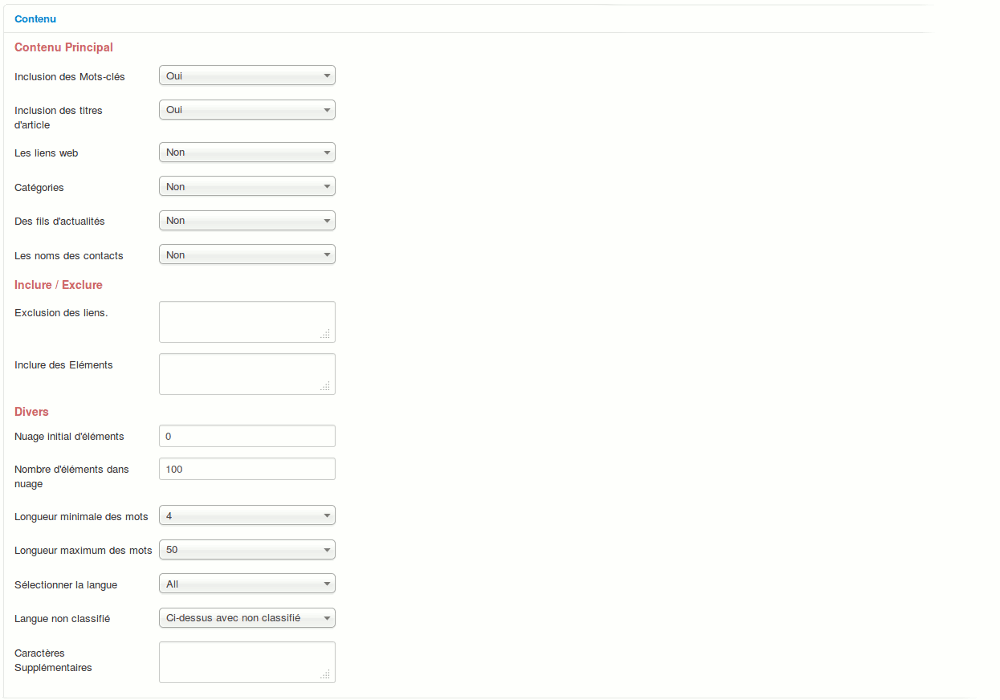 Contenu
Contenu Principal
Inclusion des Mots-clés
Oui
Inclusion des titres
d'article
Oui
Les liens web
Non
Catégories
Non
Des fils d'actualités
Non
Les noms des contacts
Non
Inclure / Exclure
Exclusion des liens.
Inclure des Eléments
Divers
Nuage initial d'éléments
0
Nombre d'éléments dans
nuage
100
Longueur minimale des mots
4
Longueur maximum des mots
50
Sélectionner la langue
All
Langue non classifié
Ci-dessus avec non classifié
Caractères
Supplémentaires